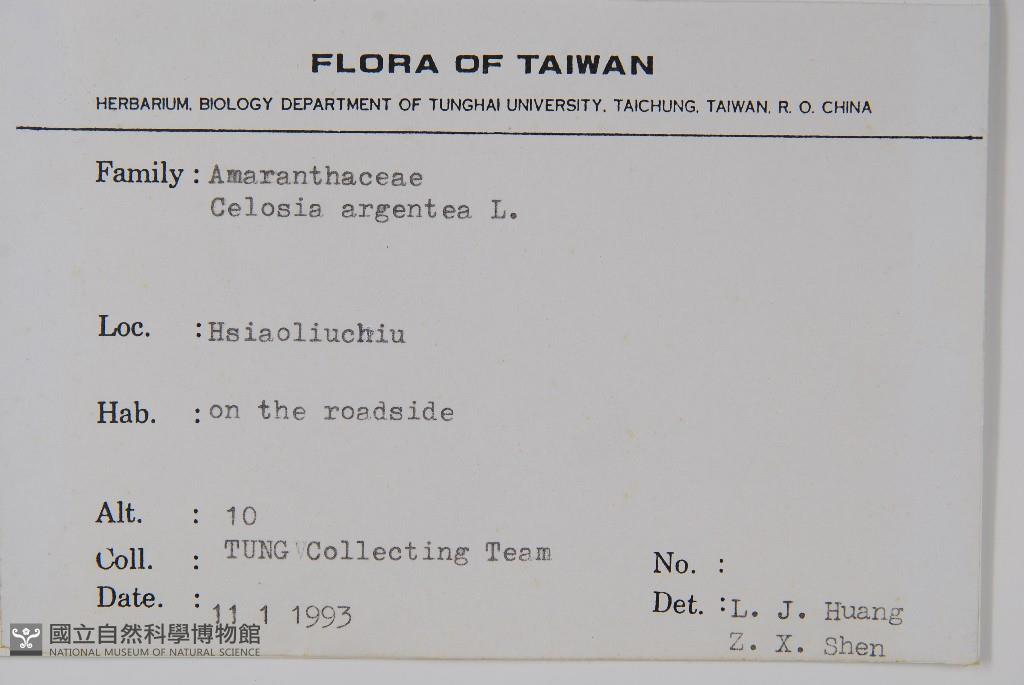 FLORA OF TAIWAN
HERBARIUM, BIOLOGY DEPARTMENT OF TUNGHAI UNIVERSITY, TAICHUNG, TAIWAN, R. O. CHINA
Family : Amaranthaceae
Celosia argentea L.
Loc. : Hsiaoliuchiu
Hab. : on the roadside
Alt. : 10
Coll. : TUNG Collecting Team
No. :
Date. : 11 1 1993
Det. : L. J. Huang
Z. X. Shen
國立自然科學博物館
NATIONAL MUSEUM OF NATURAL SCIENCE